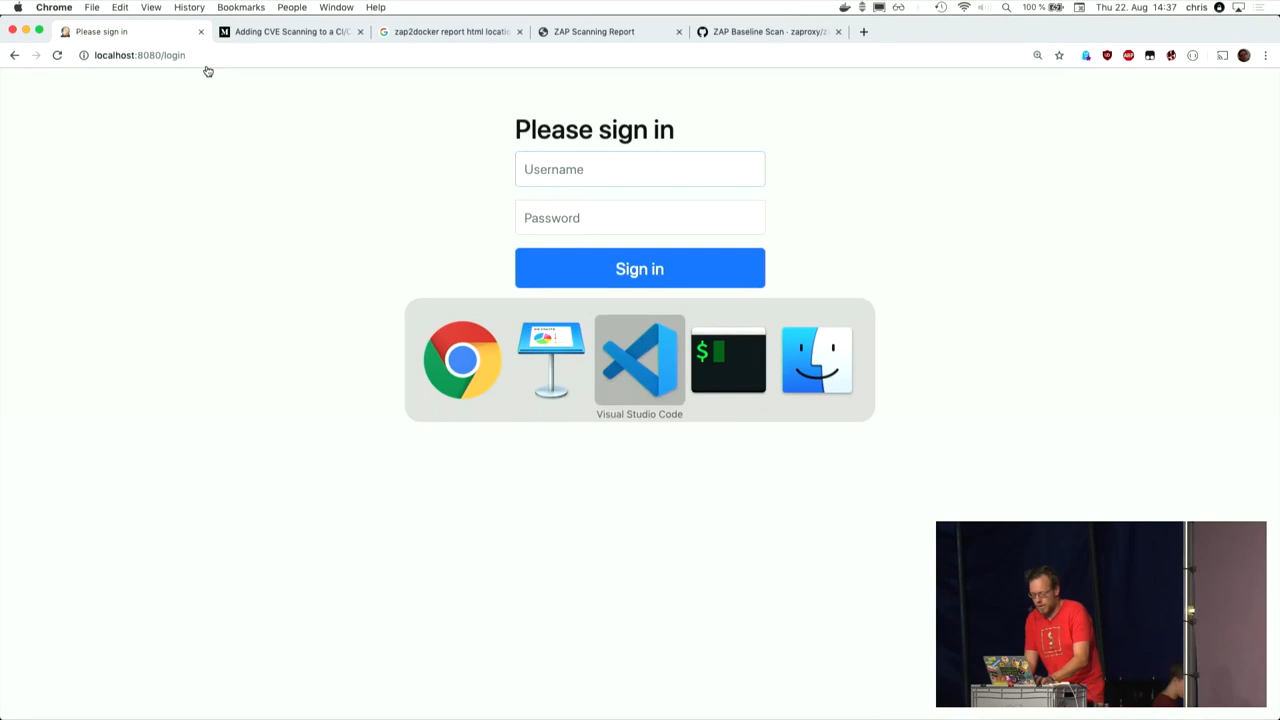 Chrome File Edit View History Bookmarks People Window Help 100 % Thu 22. Aug 14:37 chris
Please sign in
Adding CVE Scanning to a CI/C
zap2docker report html locatio
ZAP Scanning Report
ZAP Baseline Scan · zaproxy/z
localhost:8080/login
Please sign in
Username
Password
Sign in
$
Visual Studio Code